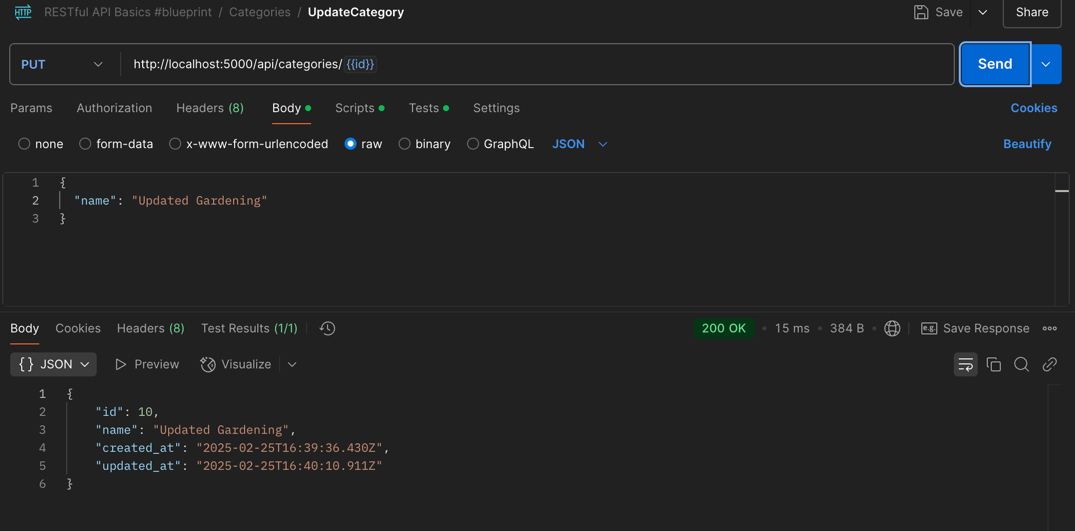 HTTP RESTful API Basics #blueprint / Categories / UpdateCategory Save Share
PUT http://localhost:5000/api/categories/ {{id}} Send
Params Authorization Headers (8) Body Scripts Tests Settings Cookies
none form-data x-www-form-urlencoded raw binary GraphQL JSON Beautify
1 {
2 "name": "Updated Gardening"
3 }
Body Cookies Headers (8) Test Results (1/1) 200 OK • 15 ms • 384 B • e.g. Save Response
{} JSON Preview Visualize
1 {
2 "id": 10,
3 "name": "Updated Gardening",
4 "created_at": "2025-02-25T16:39:36.430Z",
5 "updated_at": "2025-02-25T16:40:10.911Z"
6 }